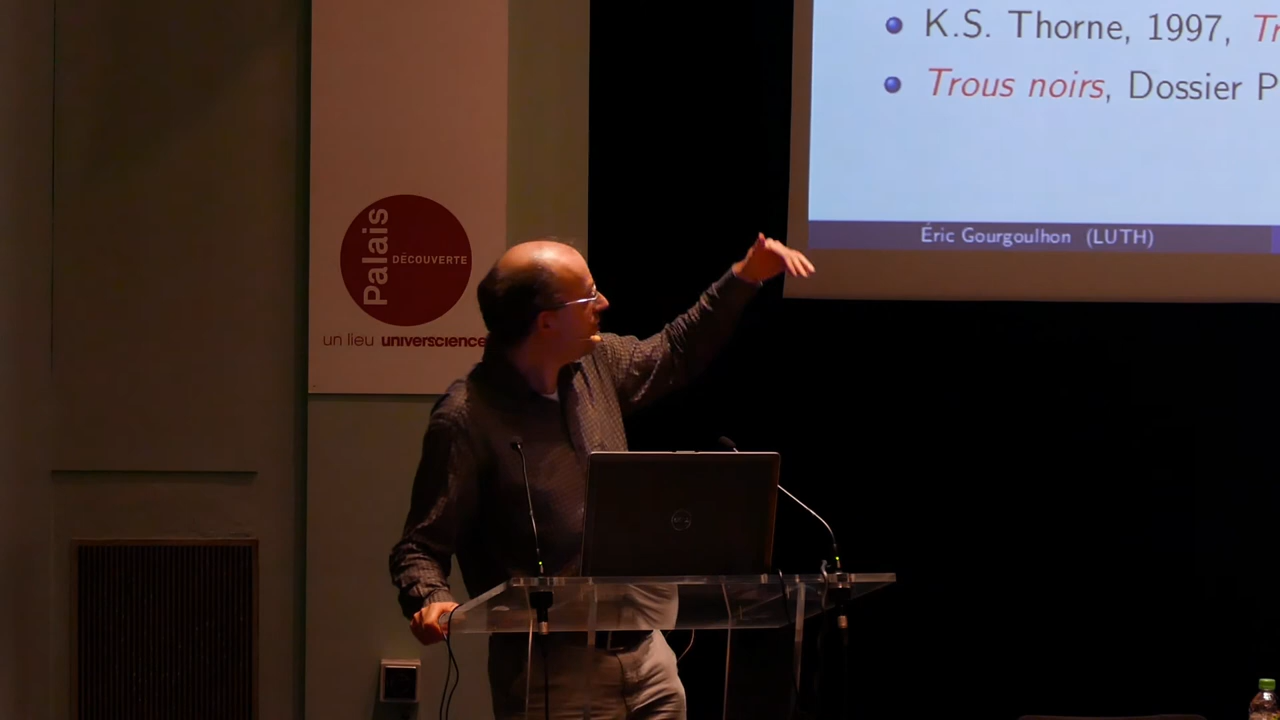 K.S. Thorne, 1997, Tr
Trous noirs, Dossier P
Éric Gourgoulhon (LUTH)
Palais
DÉCOUVERTE
un lieu universcience